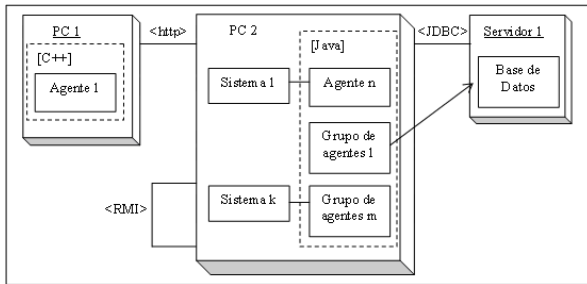 PC 1
<http>
PC 2
<JDBC>
Servidor 1
[C++]
Agente 1
[Java]
Sistema 1
Agente n
Base de
Datos
Grupo de
agentes 1
<RMI>
Sistema k
Grupo de
agentes m